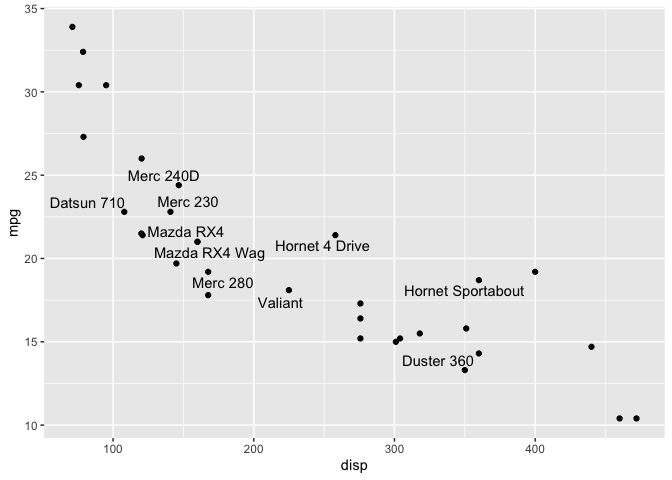 35
30
25
20
15
10
mpg
Merc 240D
Datsun 710
Merc 230
Mazda RX4
Mazda RX4 Wag
Hornet 4 Drive
Merc 280
Valiant
Hornet Sportabout
Duster 360
100
200
300
400
disp